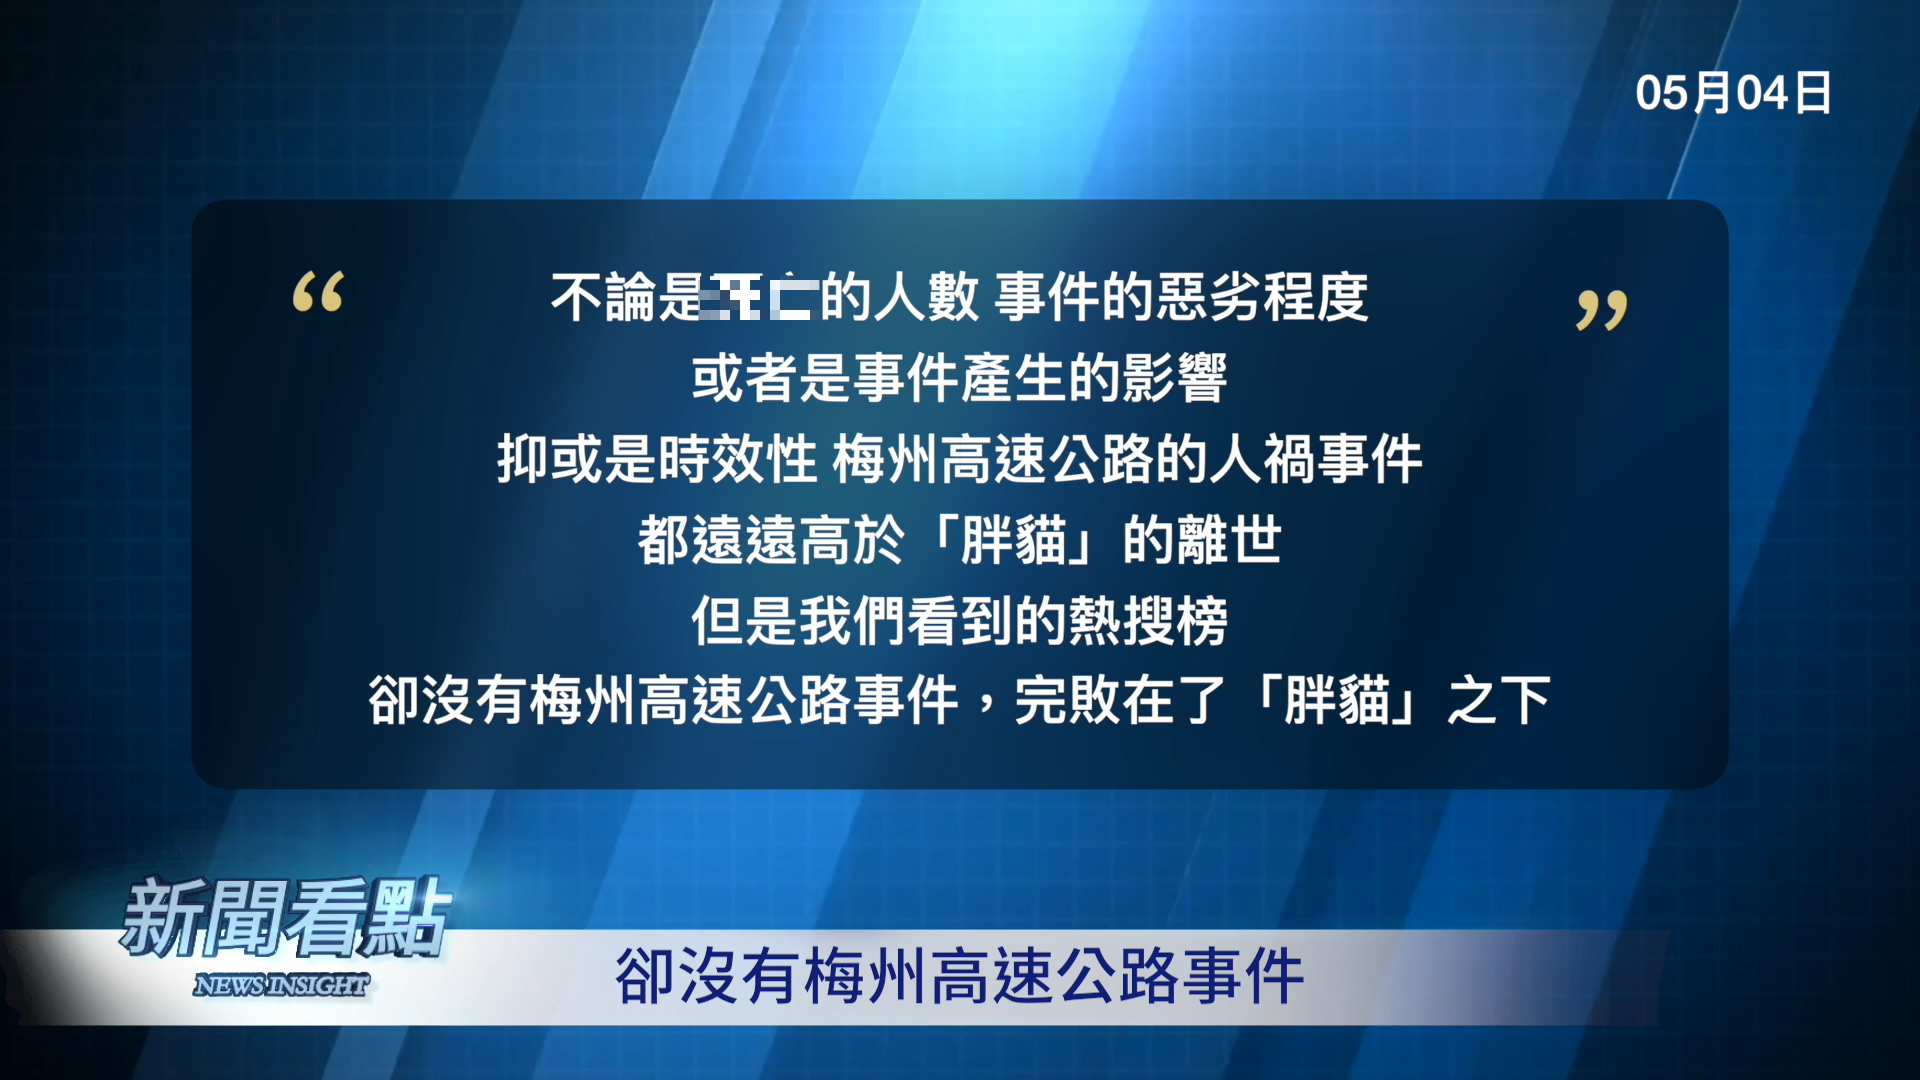 05月04日
“ 不論是的人數 事件的惡劣程度 ”
或者是事件產生的影響
抑或是時效性 梅州高速公路的人禍事件
都遠遠高於「胖貓」的離世
但是我們看到的熱搜榜
卻沒有梅州高速公路事件，完敗在了「胖貓」之下
新聞看點
NEWS INSIGHT
卻沒有梅州高速公路事件